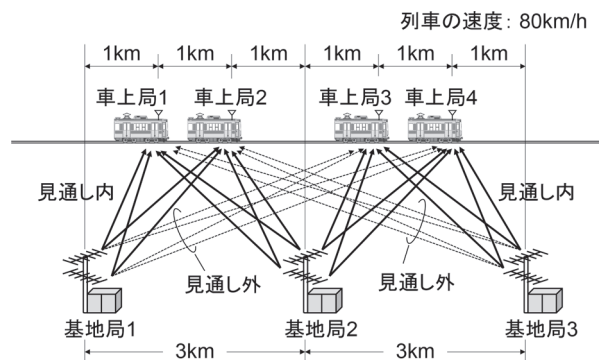 列車の速度: 80km/h
1km 1km 1km 1km 1km 1km
車上局1 車上局2 車上局3 車上局4
見通し内 見通し内
見通し外 見通し外
基地局1 基地局2 基地局3
3km 3km